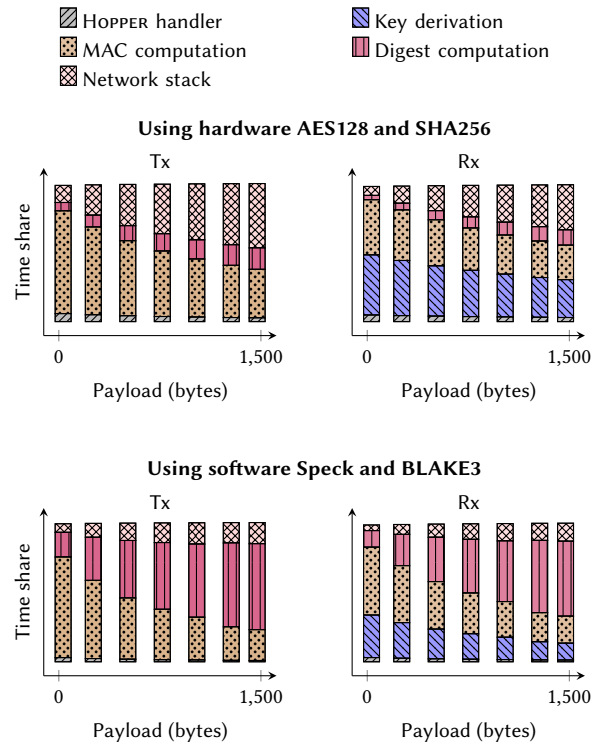 HOPPER handler
Key derivation
MAC computation
Digest computation
Network stack
Using hardware AES128 and SHA256
Tx
Rx
Time share
0
1,500
0
1,500
Payload (bytes)
Payload (bytes)
Using software Speck and BLAKE3
Tx
Rx
Time share
0
1,500
0
1,500
Payload (bytes)
Payload (bytes)